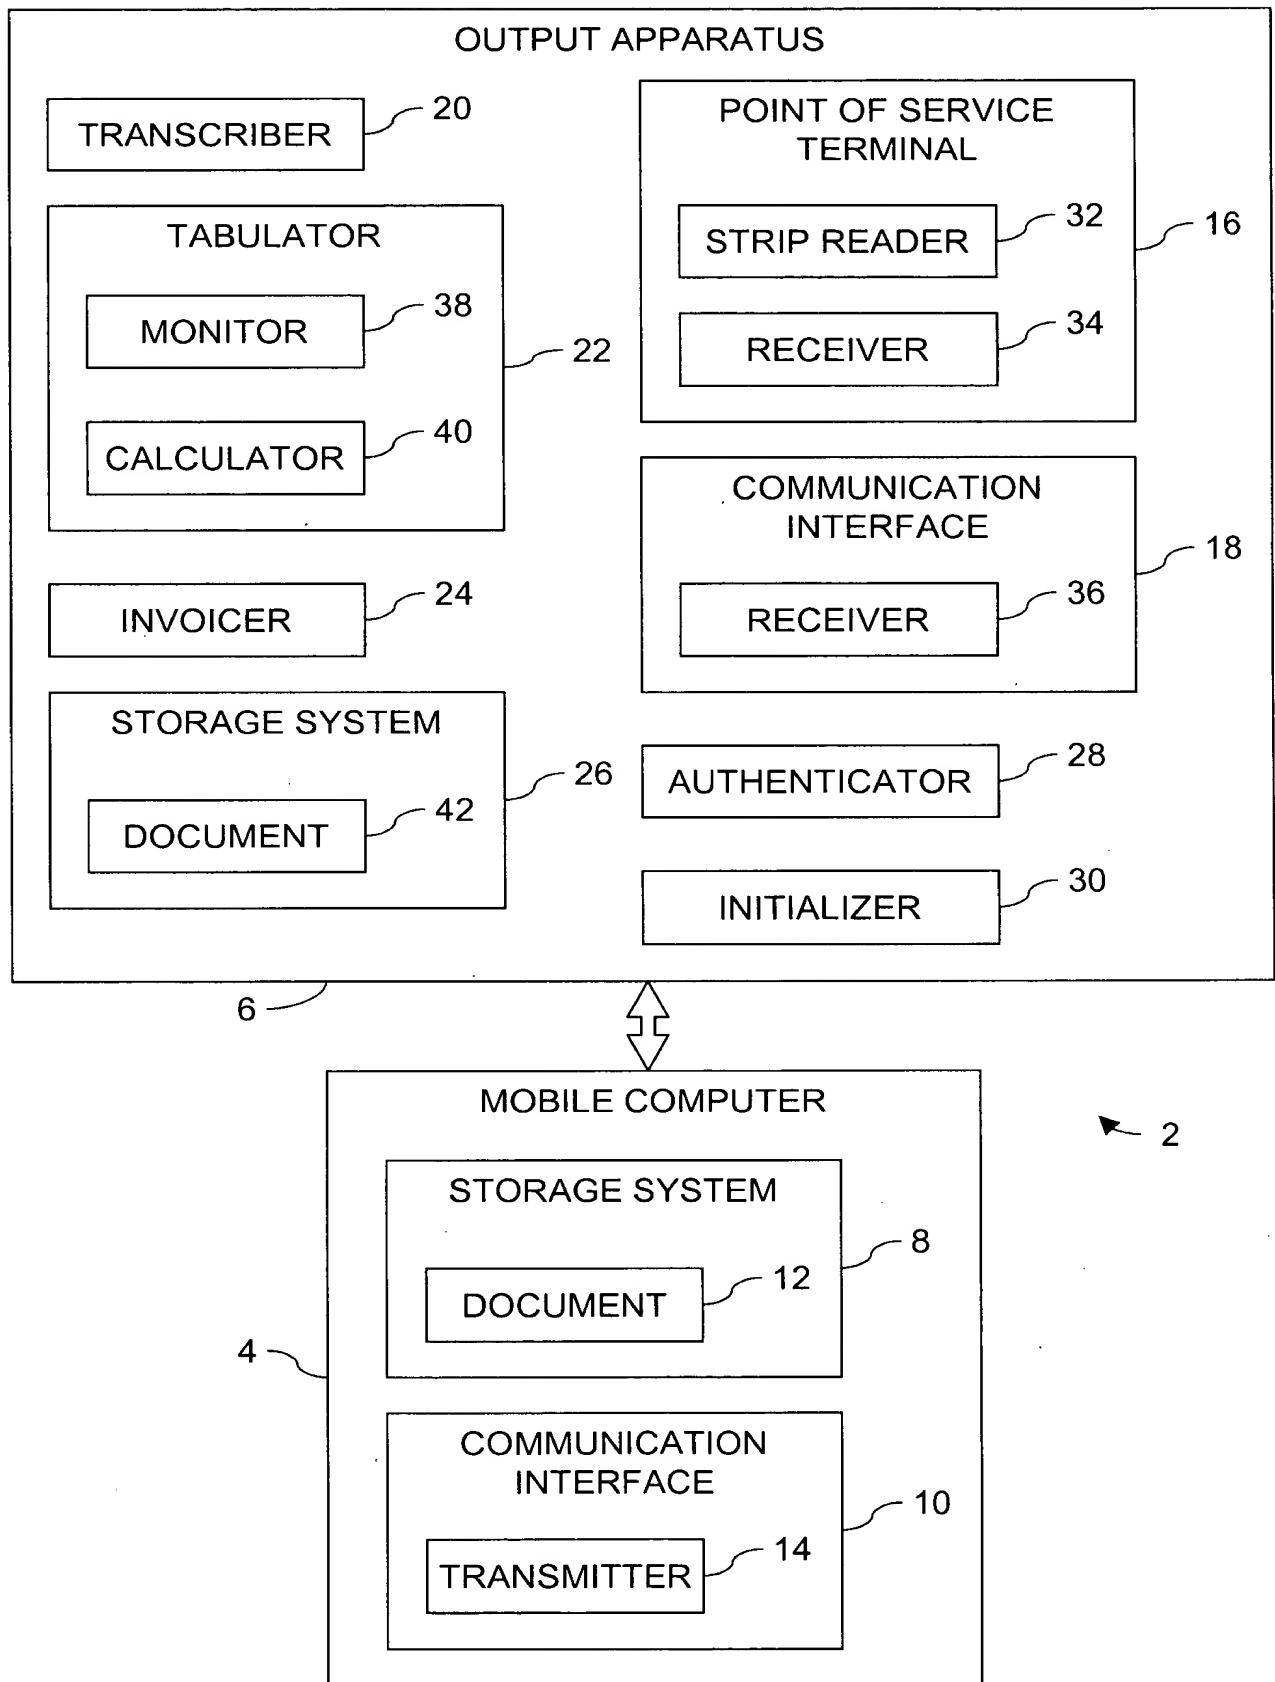 OUTPUT APPARATUS
TRANSCRIBER
20
TABULATOR
MONITOR
38
CALCULATOR
40
22
INVOICER
24
STORAGE SYSTEM
DOCUMENT
42
26
POINT OF SERVICE
TERMINAL
STRIP READER
32
RECEIVER
34
16
COMMUNICATION
INTERFACE
RECEIVER
36
18
AUTHENTICATOR
28
INITIALIZER
30
6
MOBILE COMPUTER
2
STORAGE SYSTEM
DOCUMENT
12
8
4
COMMUNICATION
INTERFACE
TRANSMITTER
14
10